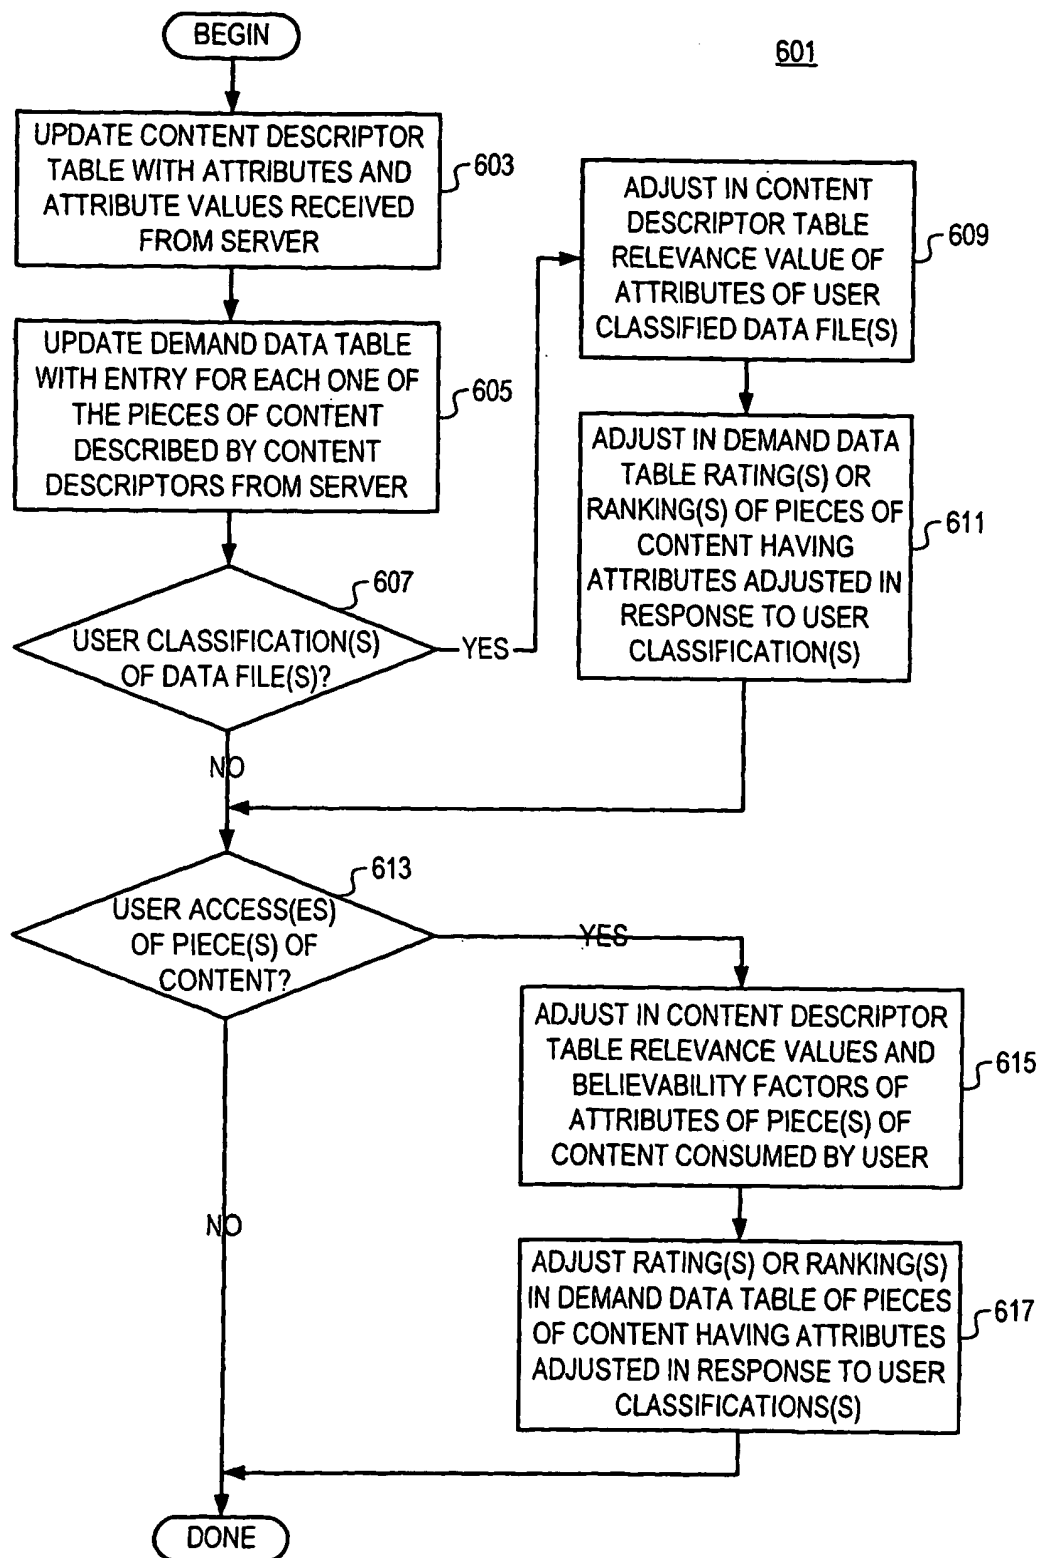 BEGIN
601
UPDATE CONTENT DESCRIPTOR
TABLE WITH ATTRIBUTES AND
ATTRIBUTE VALUES RECEIVED
FROM SERVER
603
UPDATE DEMAND DATA TABLE
WITH ENTRY FOR EACH ONE OF
THE PIECES OF CONTENT
DESCRIBED BY CONTENT
DESCRIPTORS FROM SERVER
605
607
USER CLASSIFICATION(S)
OF DATA FILE(S)?
YES
NO
ADJUST IN CONTENT
DESCRIPTOR TABLE
RELEVANCE VALUE OF
ATTRIBUTES OF USER
CLASSIFIED DATA FILE(S)
609
ADJUST IN DEMAND DATA
TABLE RATING(S) OR
RANKING(S) OF PIECES OF
CONTENT HAVING
ATTRIBUTES ADJUSTED IN
RESPONSE TO USER
CLASSIFICATION(S)
611
613
USER ACCESS(ES)
OF PIECE(S) OF
CONTENT?
YES
NO
ADJUST IN CONTENT DESCRIPTOR
TABLE RELEVANCE VALUES AND
BELIEVABILITY FACTORS OF
ATTRIBUTES OF PIECE(S) OF
CONTENT CONSUMED BY USER
615
ADJUST RATING(S) OR RANKING(S)
IN DEMAND DATA TABLE OF PIECES
OF CONTENT HAVING ATTRIBUTES
ADJUSTED IN RESPONSE TO USER
CLASSIFICATIONS(S)
617
DONE